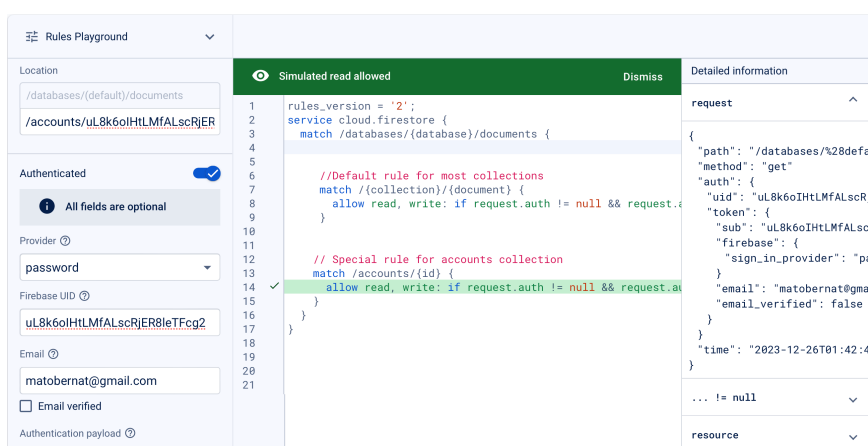 Rules Playground
Location
/databases/(default)/documents
/accounts/uL8k6oIHtLMfALscRjER
Authenticated
All fields are optional
Provider
password
Firebase UID
uL8k6oIHtLMfALscRjER8IeTFcg2
Email
matobernat@gmail.com
Email verified
Authentication payload
Simulated read allowed
Dismiss
1 rules_version = '2';
2 service cloud.firestore {
3 match /databases/{database}/documents {
4
5
6 //Default rule for most collections
7 match /{collection}/{document} {
8 allow read, write: if request.auth != null && request.a
9 }
10
11
12 // Special rule for accounts collection
13 match /accounts/{id} {
14 allow read, write: if request.auth != null && request.au
15 }
16 }
17 }
18
19
20
21
Detailed information
request
{
"path": "/databases/%28defa
"method": "get"
"auth": {
"uid": "uL8k6oIHtLMfALscR
"token": {
"sub": "uL8k6oIHtLMfALsc
"firebase": {
"sign_in_provider": "pa
}
"email": "matobernat@gma
"email_verified": false
}
}
"time": "2023-12-26T01:42:4
}
... != null
resource